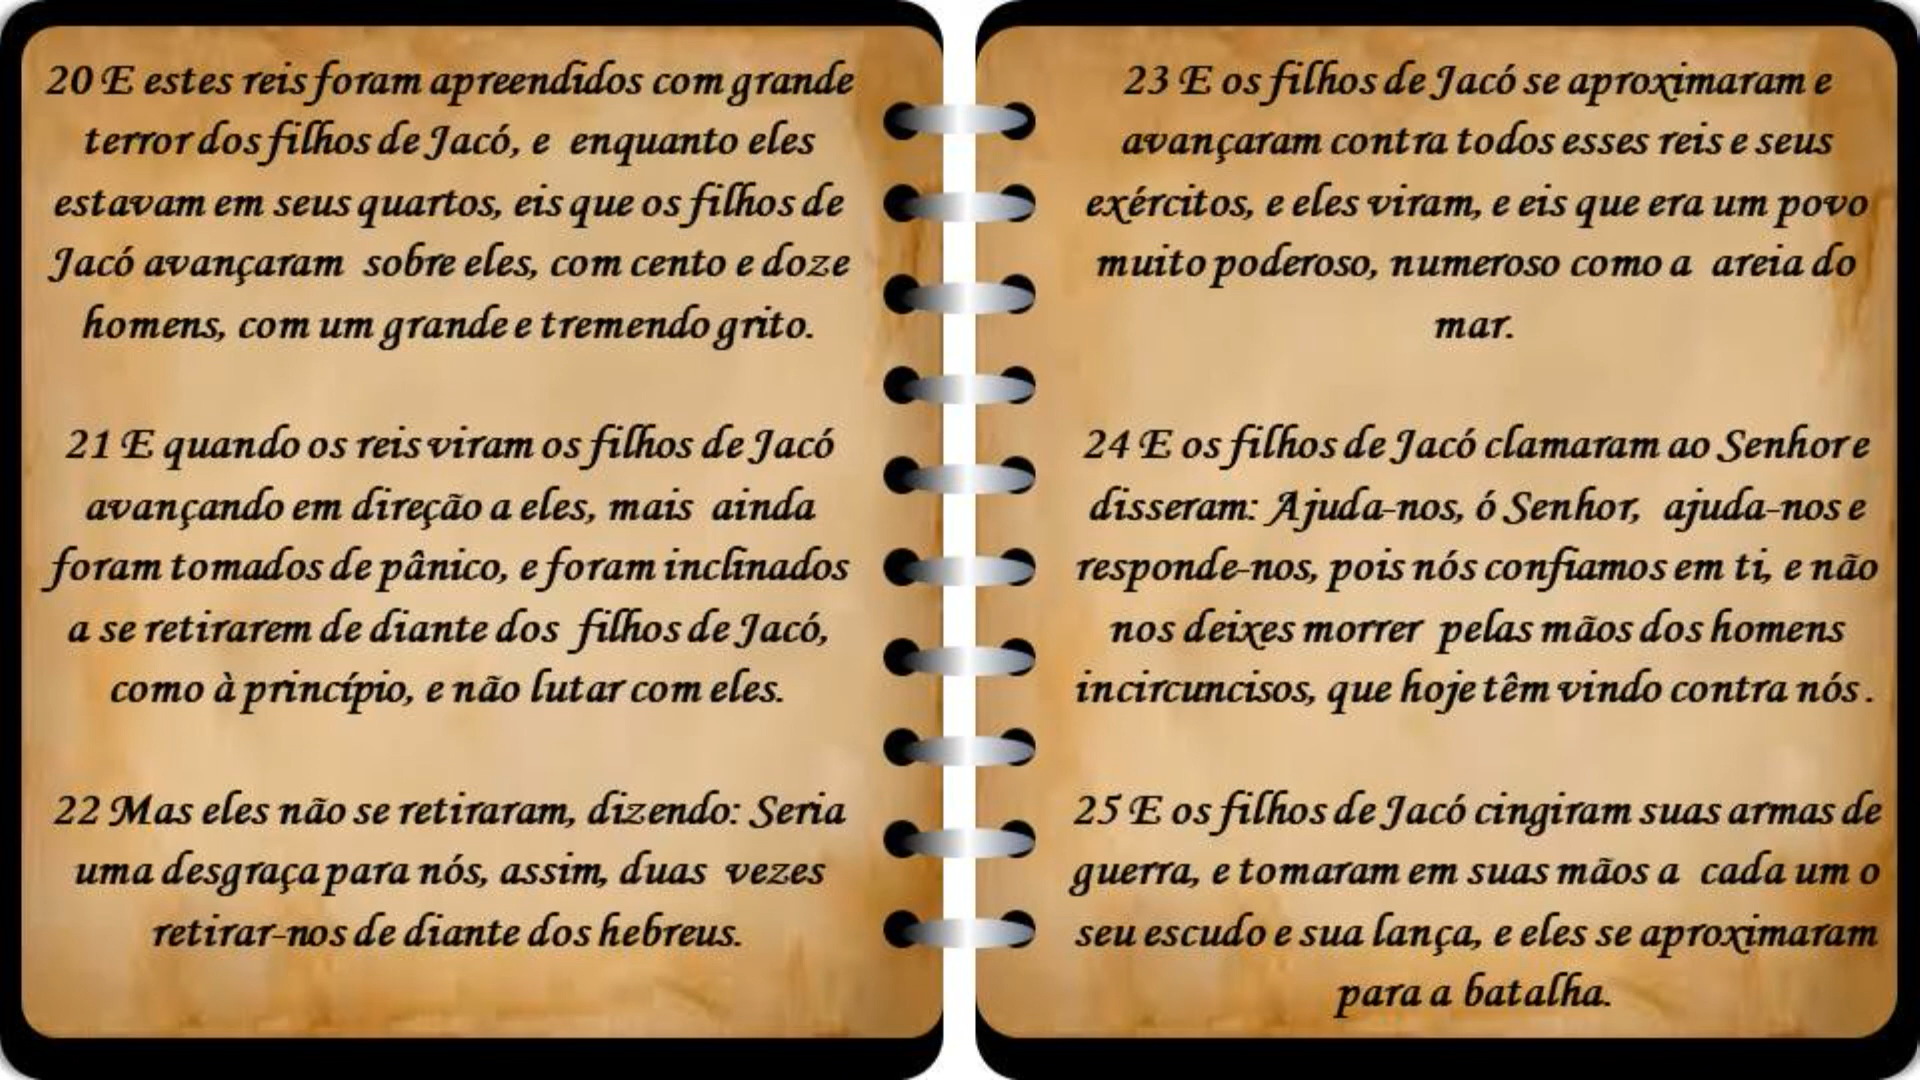 20 E estes reis foram apreendidos com grande
terror dos filhos de Jacó, e enquanto eles
estavam em seus quartos, eis que os filhos de
Jacó avançaram sobre eles, com cento e doze
homens, com um grande e tremendo grito.
21 E quando os reis viram os filhos de Jacó
avançando em direção a eles, mais ainda
foram tomados de pânico, e foram inclinados
a se retirarem de diante dos filhos de Jacó,
como à princípio, e não lutar com eles.
22 Mas eles não se retiraram, dizendo: Seria
uma desgraça para nós, assim, duas vezes
retirar-nos de diante dos hebreus.
23 E os filhos de Jacó se aproximaram e
avançaram contra todos esses reis e seus
exércitos, e eles viram, e eis que era um povo
muito poderoso, numeroso como a areia do
mar.
24 E os filhos de Jacó clamaram ao Senhor e
disseram: Ajuda-nos, ó Senhor, ajuda-nos e
responde-nos, pois nós confiamos em ti, e não
nos deixes morrer pelas mãos dos homens
incircuncisos, que hoje têm vindo contra nós .
25 E os filhos de Jacó cingiram suas armas de
guerra, e tomaram em suas mãos a cada um o
seu escudo e sua lança, e eles se aproximaram
para a batalha.